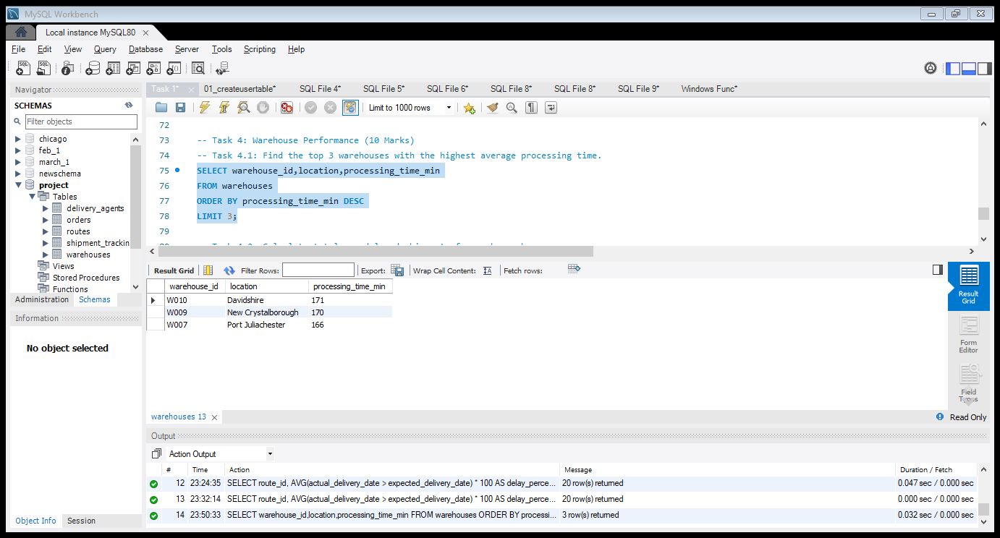 MySQL Workbench
Local instance MySQL80
File Edit View Query Database Server Tools Scripting Help
Navigator
SCHEMAS
Filter objects
chicago
feb_1
march_1
newschema
project
Tables
delivery_agents
orders
routes
shipment_trackin
warehouses
Views
Stored Procedures
Functions
Administration Schemas
Information
No object selected
Object Info Session
Task 1* 01_createusertable* SQL File 4* SQL File 5* SQL File 6* SQL File 8* SQL File 8* SQL File 9* Windows Func*
Limit to 1000 rows
72
73 -- Task 4: Warehouse Performance (10 Marks)
74 -- Task 4.1: Find the top 3 warehouses with the highest average processing time.
75 SELECT warehouse_id,location,processing_time_min
76 FROM warehouses
77 ORDER BY processing_time_min DESC
78 LIMIT 3;
79
Result Grid Filter Rows: Export: Wrap Cell Content: Fetch rows:
warehouse_id location processing_time_min
W010 Davidshire 171
W009 New Crystalborough 170
W007 Port Juliachester 166
Result Grid
Form Editor
Field Types
warehouses 13
Read Only
Output
Action Output
# Time Action Message Duration / Fetch
12 23:24:35 SELECT route_id, AVG(actual_delivery_date > expected_delivery_date) * 100 AS delay_perce... 20 row(s) returned 0.047 sec / 0.000 sec
13 23:32:14 SELECT route_id, AVG(actual_delivery_date > expected_delivery_date) * 100 AS delay_perce... 20 row(s) returned 0.000 sec / 0.000 sec
14 23:50:33 SELECT warehouse_id,location,processing_time_min FROM warehouses ORDER BY processi... 3 row(s) returned 0.032 sec / 0.000 sec